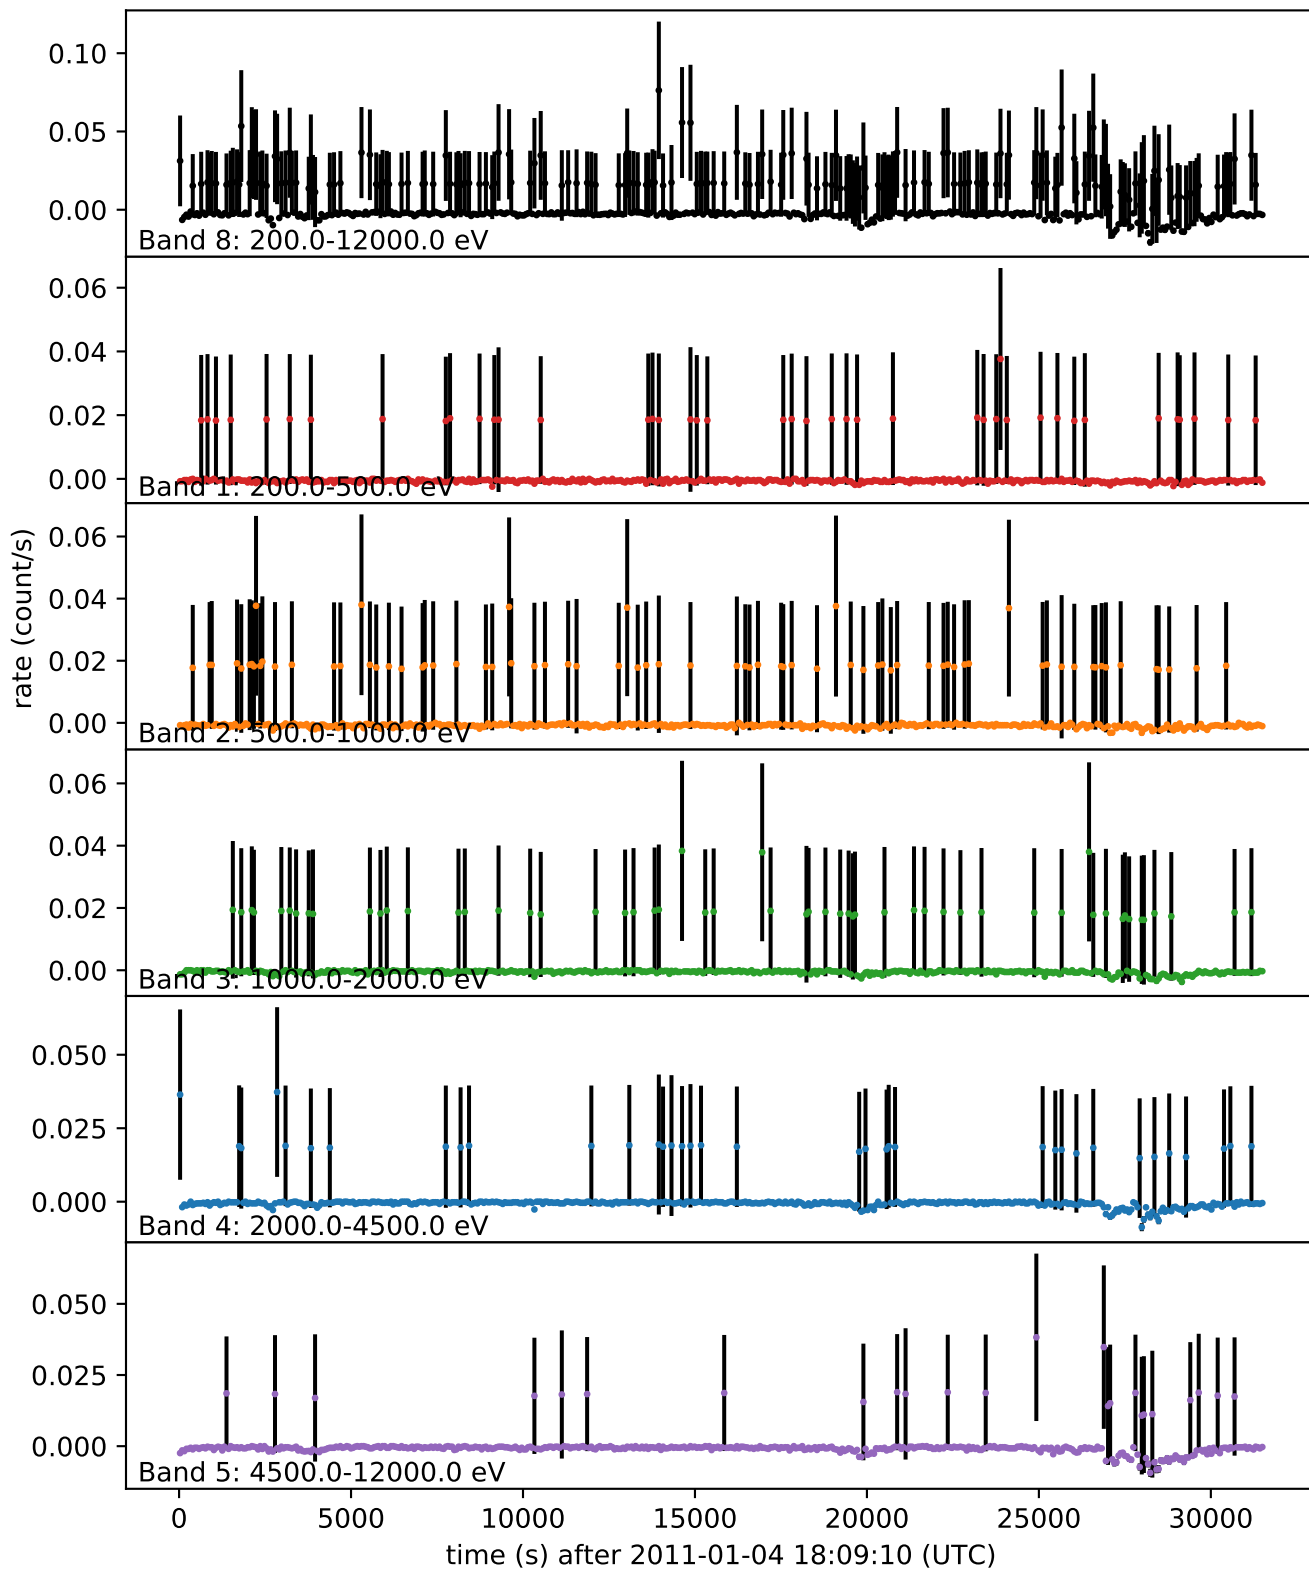 0.10
0.05
0.00
Band 8: 200.0-12000.0 eV
0.06
0.04
0.02
0.00
Band 1: 200.0-500.0 eV
0.06
0.04
0.02
0.00
Band 2: 500.0-1000.0 eV
rate (count/s)
0.06
0.04
0.02
0.00
Band 3: 1000.0-2000.0 eV
0.050
0.025
0.000
Band 4: 2000.0-4500.0 eV
0.050
0.025
0.000
Band 5: 4500.0-12000.0 eV
0 5000 10000 15000 20000 25000 30000
time (s) after 2011-01-04 18:09:10 (UTC)